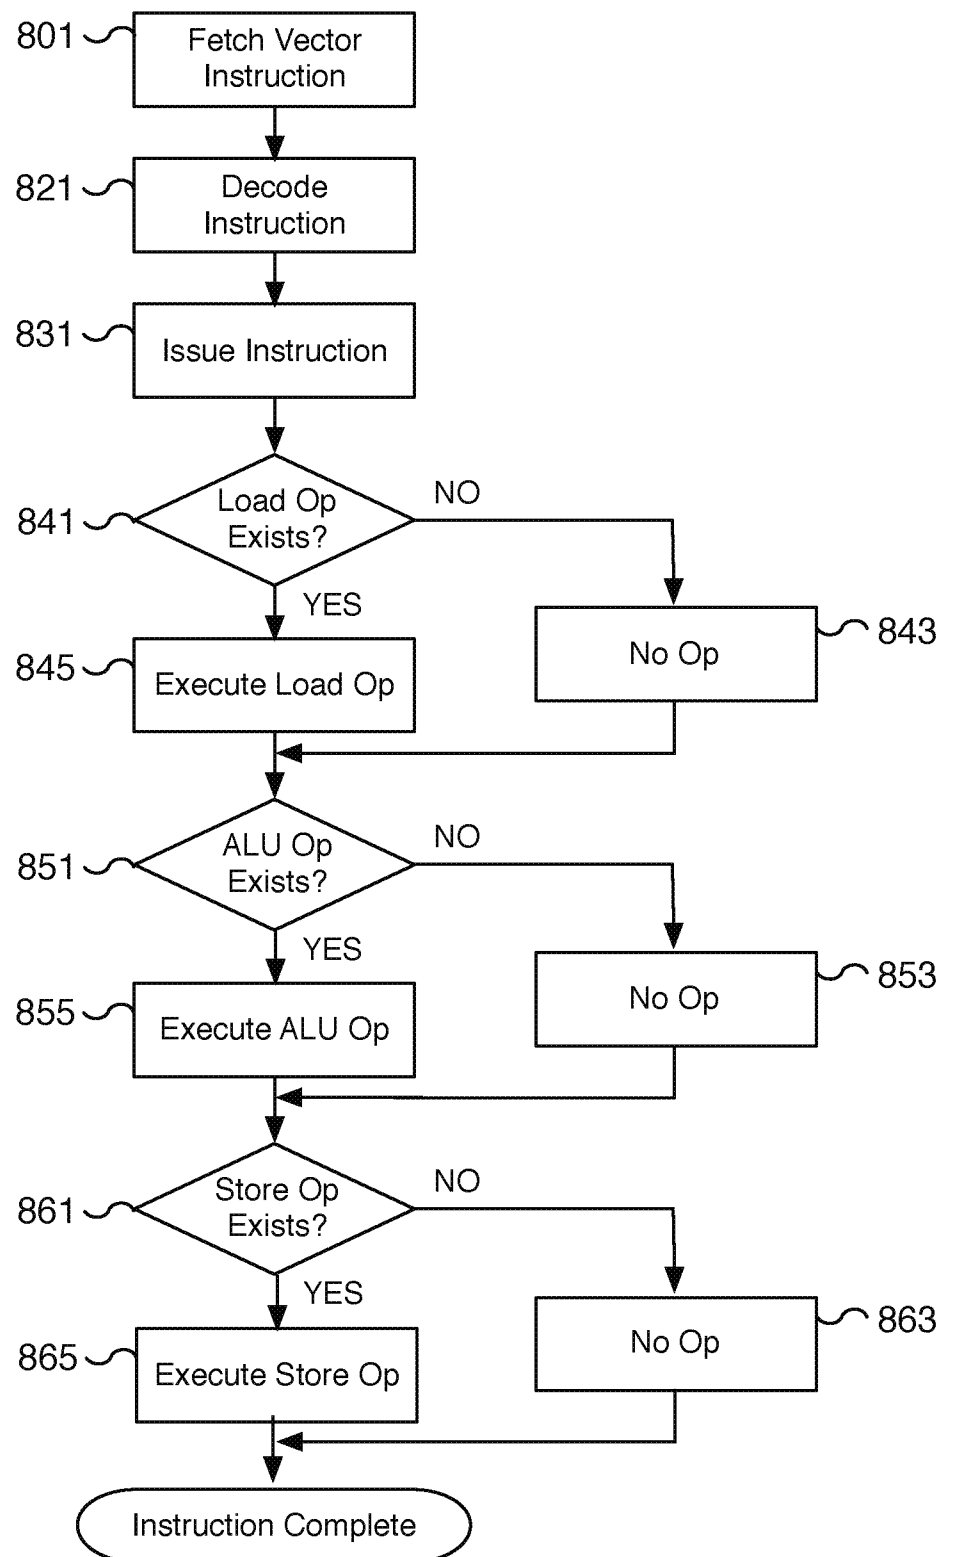 801
Fetch Vector
Instruction
821
Decode
Instruction
831
Issue Instruction
841
Load Op
Exists?
NO
YES
843
No Op
845
Execute Load Op
851
ALU Op
Exists?
NO
YES
853
No Op
855
Execute ALU Op
861
Store Op
Exists?
NO
YES
863
No Op
865
Execute Store Op
Instruction Complete